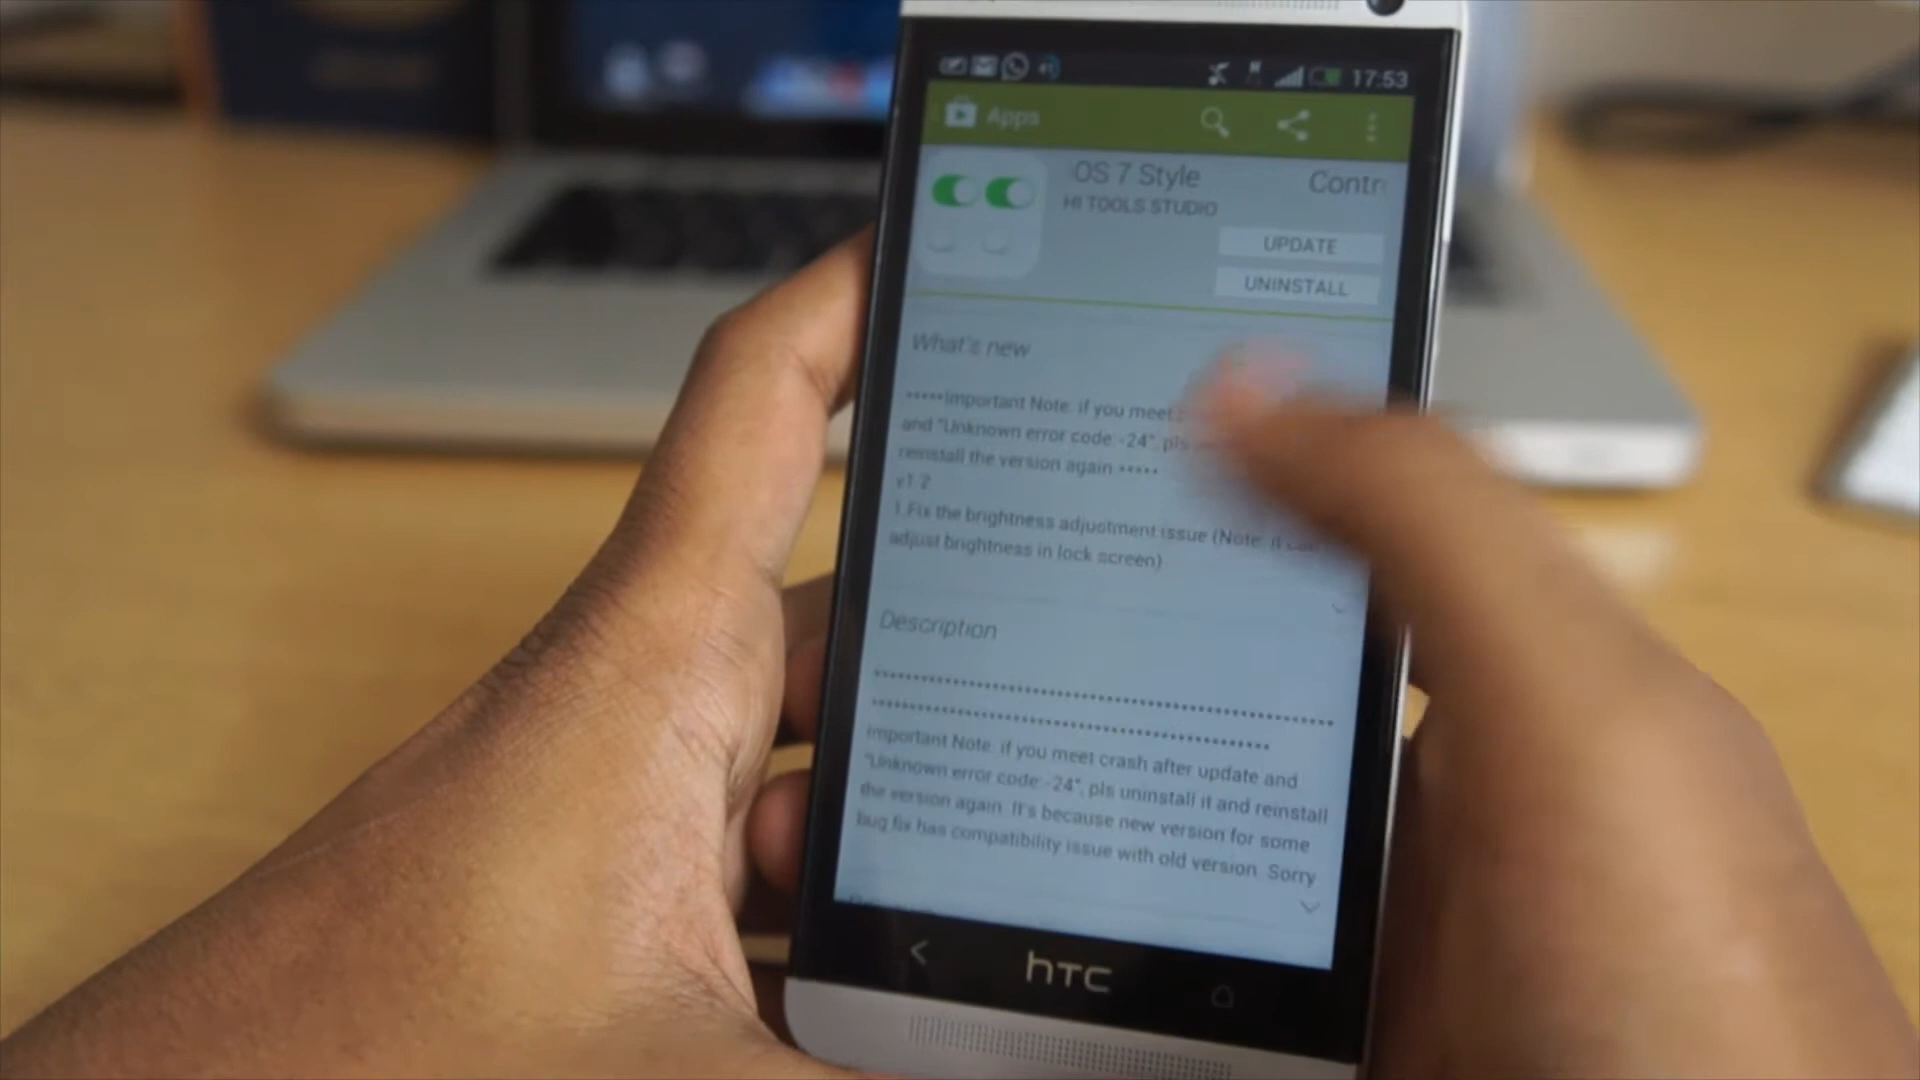 17:53
Apps
OS 7 Style Contr
HI TOOLS STUDIO
UPDATE
UNINSTALL
What's new
*****Important Note: if you meet
and "Unknown error code:-24", pls
reinstall the version again *****
v1.2
1.Fix the brightness adjustment issue (Note: it
adjust brightness in lock screen)
Description
Important Note: if you meet crash after update and
"Unknown error code:-24", pls uninstall it and reinstall
the version again. It's because new version for some
bug fix has compatibility issue with old version. Sorry
hTC